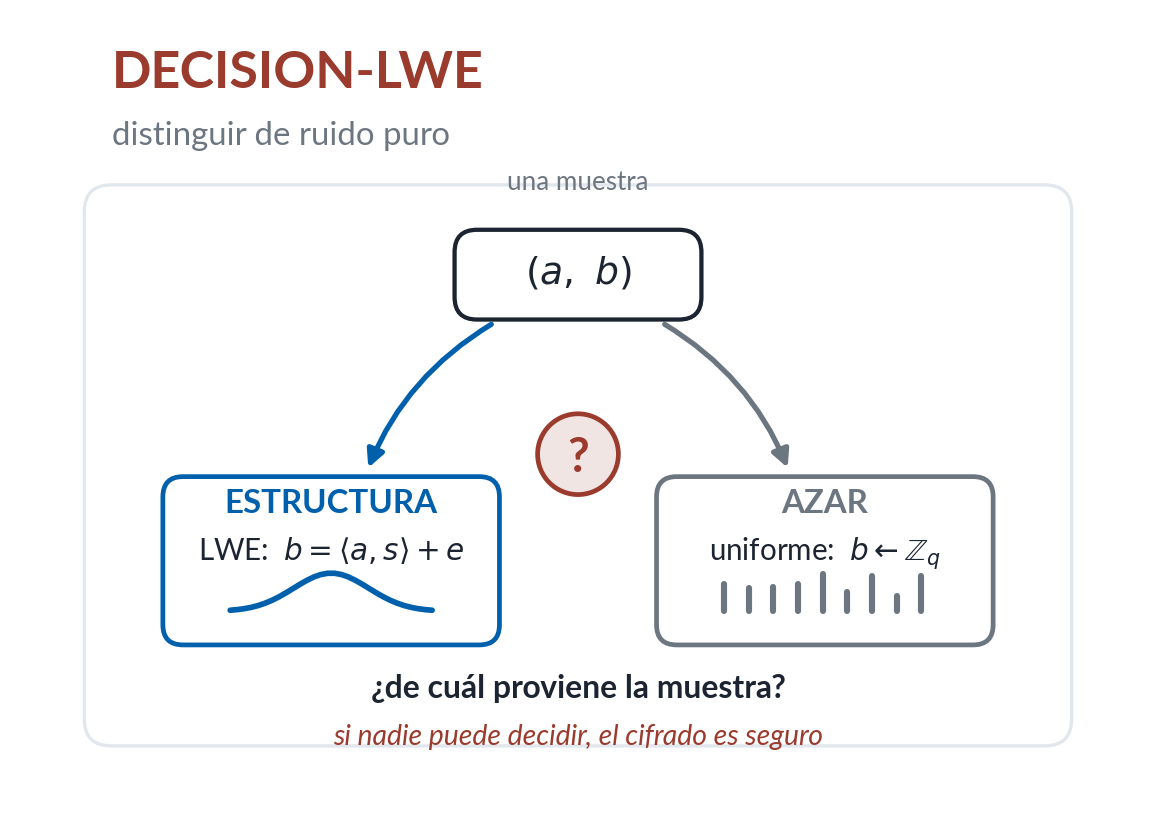 DECISION-LWE
distinguir de ruido puro
una muestra
(a, b)
?
ESTRUCTURA
LWE: b = ⟨a, s⟩ + e
AZAR
uniforme: b ← ℤ_q
¿de cuál proviene la muestra?
si nadie puede decidir, el cifrado es seguro